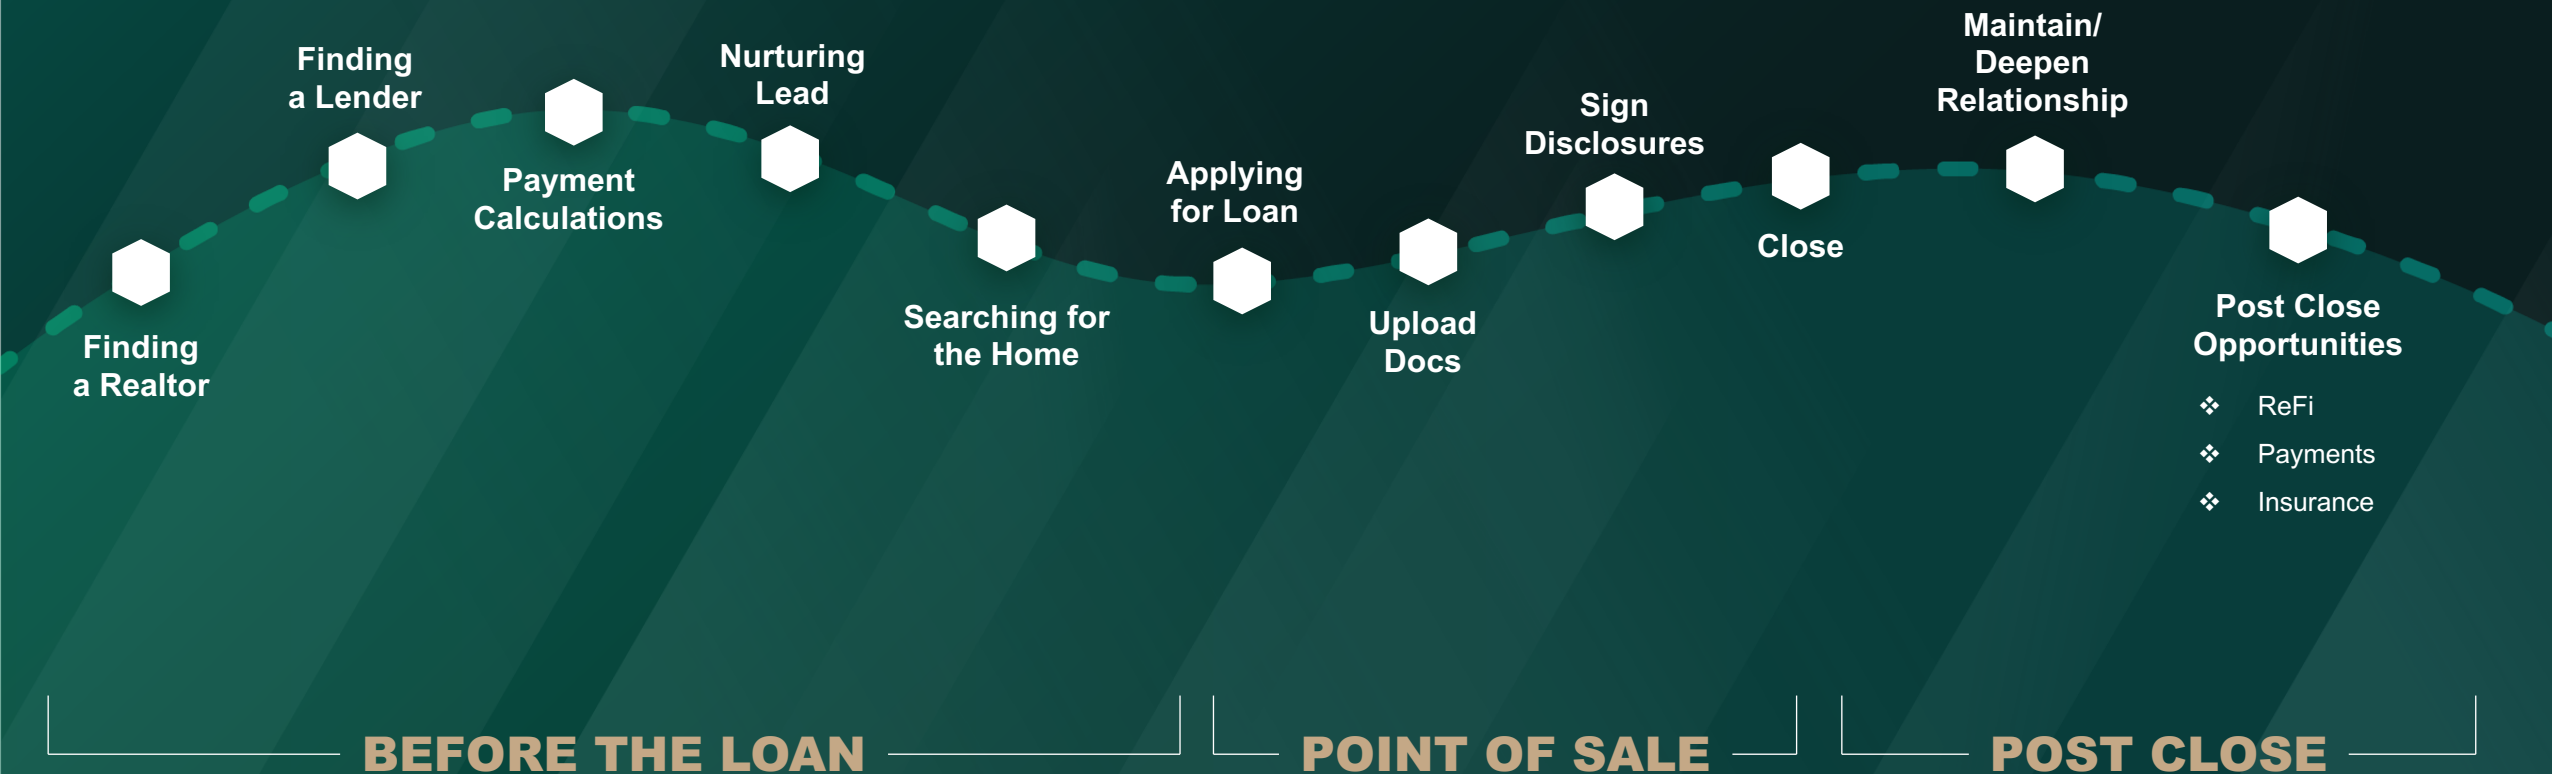 Finding
a Realtor
Finding
a Lender
Payment
Calculations
Nurturing
Lead
Searching for
the Home
Applying
for Loan
Upload
Docs
Sign
Disclosures
Close
Maintain/
Deepen
Relationship
Post Close
Opportunities
❖ ReFi
❖ Payments
❖ Insurance
BEFORE THE LOAN
POINT OF SALE
POST CLOSE